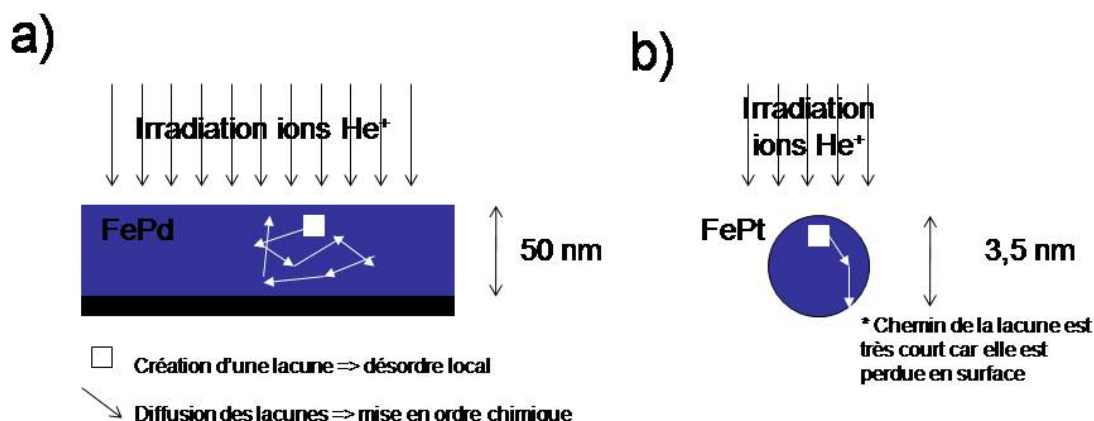 a)
Irradiation ions He⁺
FePd
50 nm
Création d'une lacune => désordre local
Diffusion des lacunes => mise en ordre chimique
b)
Irradiation
ions He⁺
FePt
3,5 nm
* Chemin de la lacune est
très court car elle est
perdue en surface